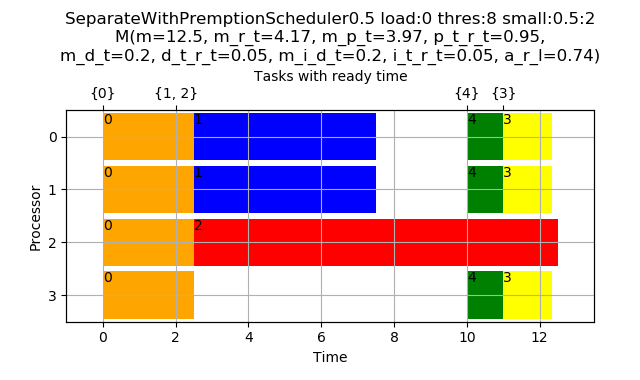 SeparateWithPremptionScheduler0.5 load:0 thres:8 small:0.5:2
M(m=12.5, m_r_t=4.17, m_p_t=3.97, p_t_r_t=0.95,
m_d_t=0.2, d_t_r_t=0.05, m_i_d_t=0.2, i_t_r_t=0.05, a_r_l=0.74)
Tasks with ready time
{0} {1, 2} {4} {3}
0 0 1 4 3
1 0 1 4 3
2 0 2
3 0 4 3
Processor
0 2 4 6 8 10 12
Time